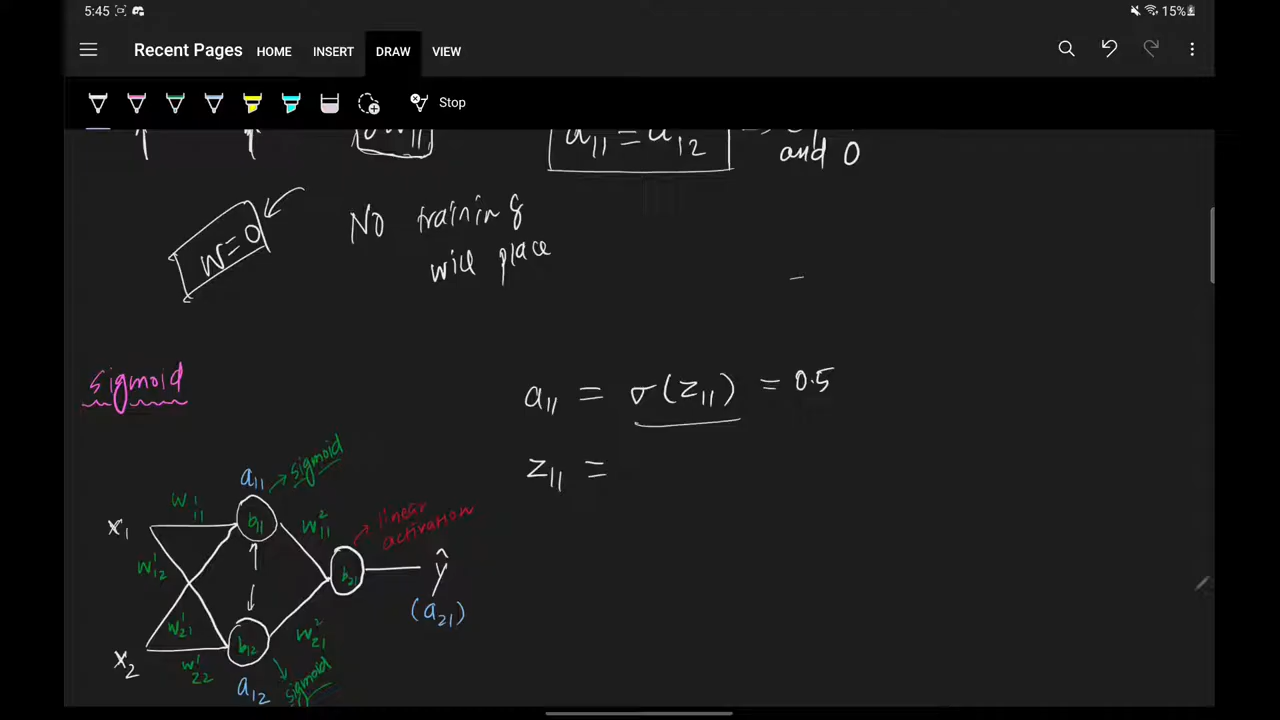 5:45 15%
Recent Pages HOME INSERT DRAW VIEW
Stop
a₁₁ = a₁₂
and 0
W=0
No training
will place
sigmoid
a₁₁ = σ(z₁₁) = 0.5
z₁₁ =
a₁₁ → sigmoid
x₁ w¹₁₁ b₁₁ w²₁₁ → linear
activation
w¹₁₂ b₂₁ ŷ
(a₂₁)
w¹₂₁
x₂ w¹₂₂ b₁₂ w²₂₁
a₁₂ sigmoid